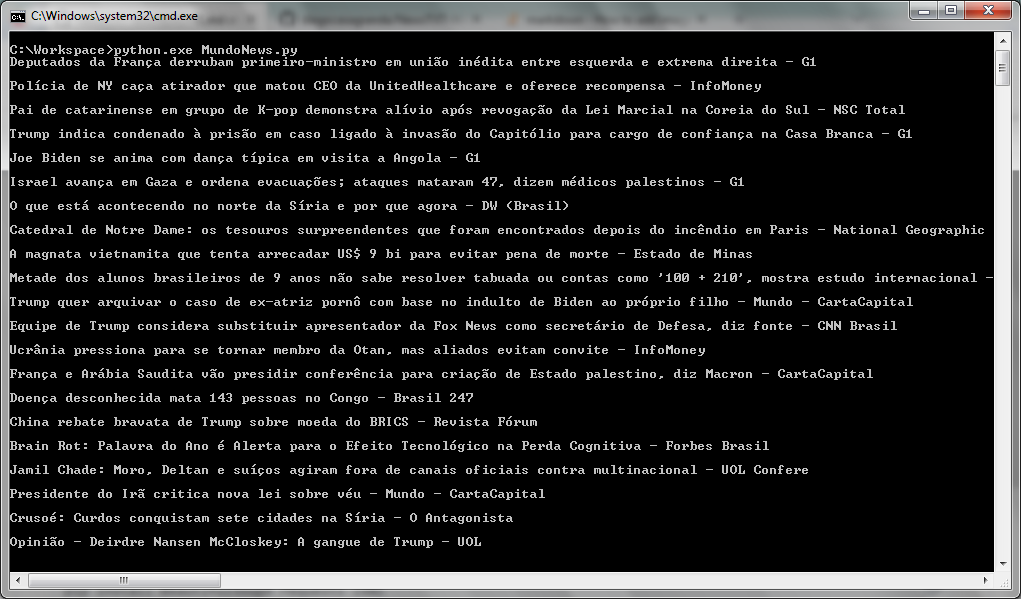 C:\Windows\system32\cmd.exe
C:\Workspace>python.exe MundoNews.py
Deputados da França derrubam primeiro-ministro em união inédita entre esquerda e extrema direita - G1
Polícia de NY caça atirador que matou CEO da UnitedHealthcare e oferece recompensa - InfoMoney
Pai de catarinense em grupo de K-pop demonstra alívio após revogação da Lei Marcial na Coreia do Sul - NSC Total
Trump indica condenado à prisão em caso ligado à invasão do Capitólio para cargo de confiança na Casa Branca - G1
Joe Biden se anima com dança típica em visita a Angola - G1
Israel avança em Gaza e ordena evacuações; ataques mataram 47, dizem médicos palestinos - G1
O que está acontecendo no norte da Síria e por que agora - DW (Brasil)
Catedral de Notre Dame: os tesouros surpreendentes que foram encontrados depois do incêndio em Paris - National Geographic
A magnata vietnamita que tenta arrecadar US$ 9 bi para evitar pena de morte - Estado de Minas
Metade dos alunos brasileiros de 9 anos não sabe resolver tabuada ou contas como '100 + 210', mostra estudo internacional -
Trump quer arquivar o caso de ex-atriz pornô com base no indulto de Biden ao próprio filho - Mundo - CartaCapital
Equipe de Trump considera substituir apresentador da Fox News como secretário de Defesa, diz fonte - CNN Brasil
Ucrânia pressiona para se tornar membro da Otan, mas aliados evitam convite - InfoMoney
França e Arábia Saudita vão presidir conferência para criação de Estado palestino, diz Macron - CartaCapital
Doença desconhecida mata 143 pessoas no Congo - Brasil 247
China rebate bravata de Trump sobre moeda do BRICS - Revista Fórum
Brain Rot: Palavra do Ano é Alerta para o Efeito Tecnológico na Perda Cognitiva - Forbes Brasil
Jamil Chade: Moro, Deltan e suíços agiram fora de canais oficiais contra multinacional - UOL Confere
Presidente do Irã critica nova lei sobre véu - Mundo - CartaCapital
Crusoé: Curdos conquistam sete cidades na Síria - O Antagonista
Opinião - Deirdre Nansen McCloskey: A gangue de Trump - UOL